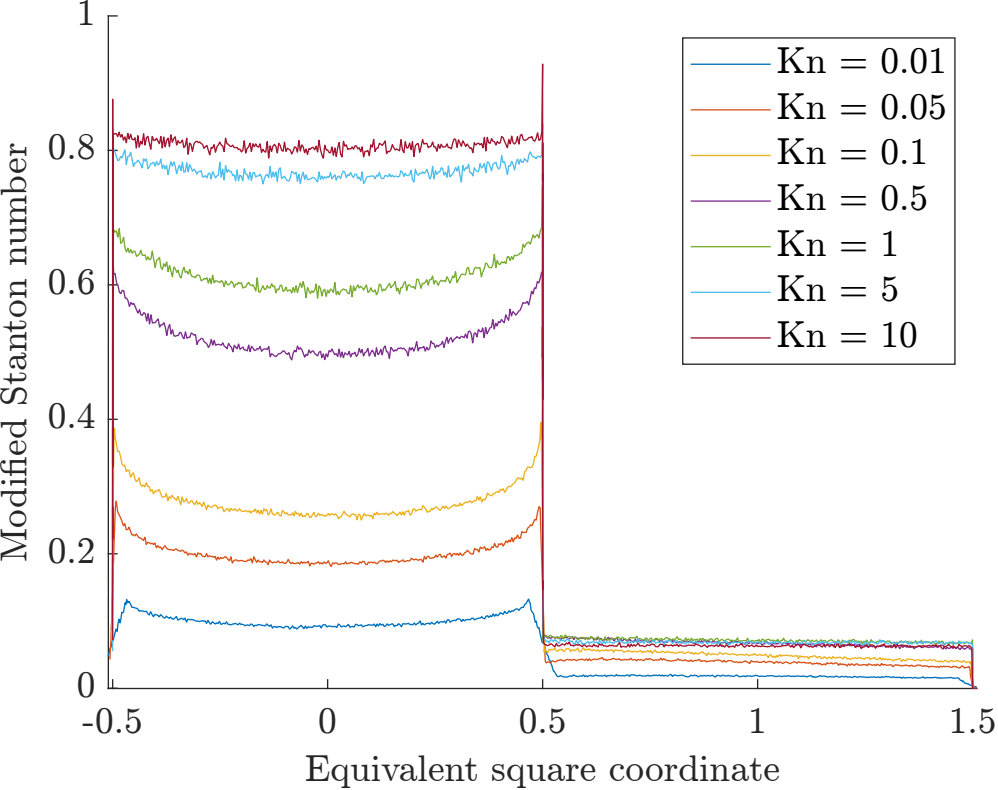 1
0.8
0.6
0.4
0.2
0
Modified Stanton number
-0.5
0
0.5
1
1.5
Equivalent square coordinate
Kn = 0.01
Kn = 0.05
Kn = 0.1
Kn = 0.5
Kn = 1
Kn = 5
Kn = 10